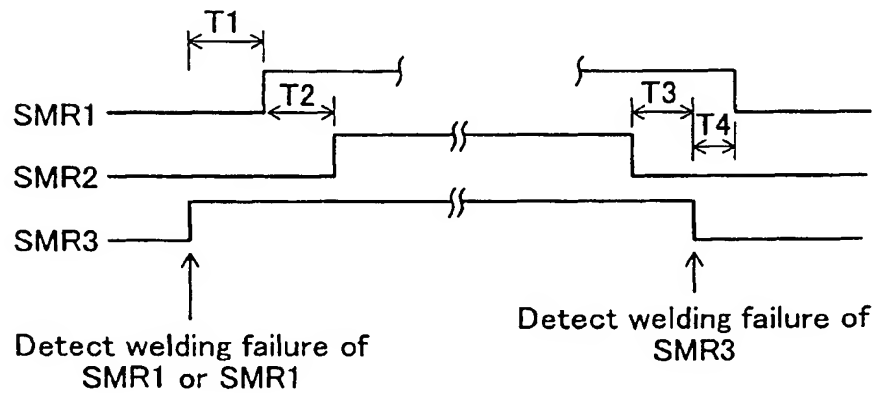 T1
T2
T3
SMR1
T4
SMR2
SMR3
Detect welding failure of
SMR1 or SMR1
Detect welding failure of
SMR3